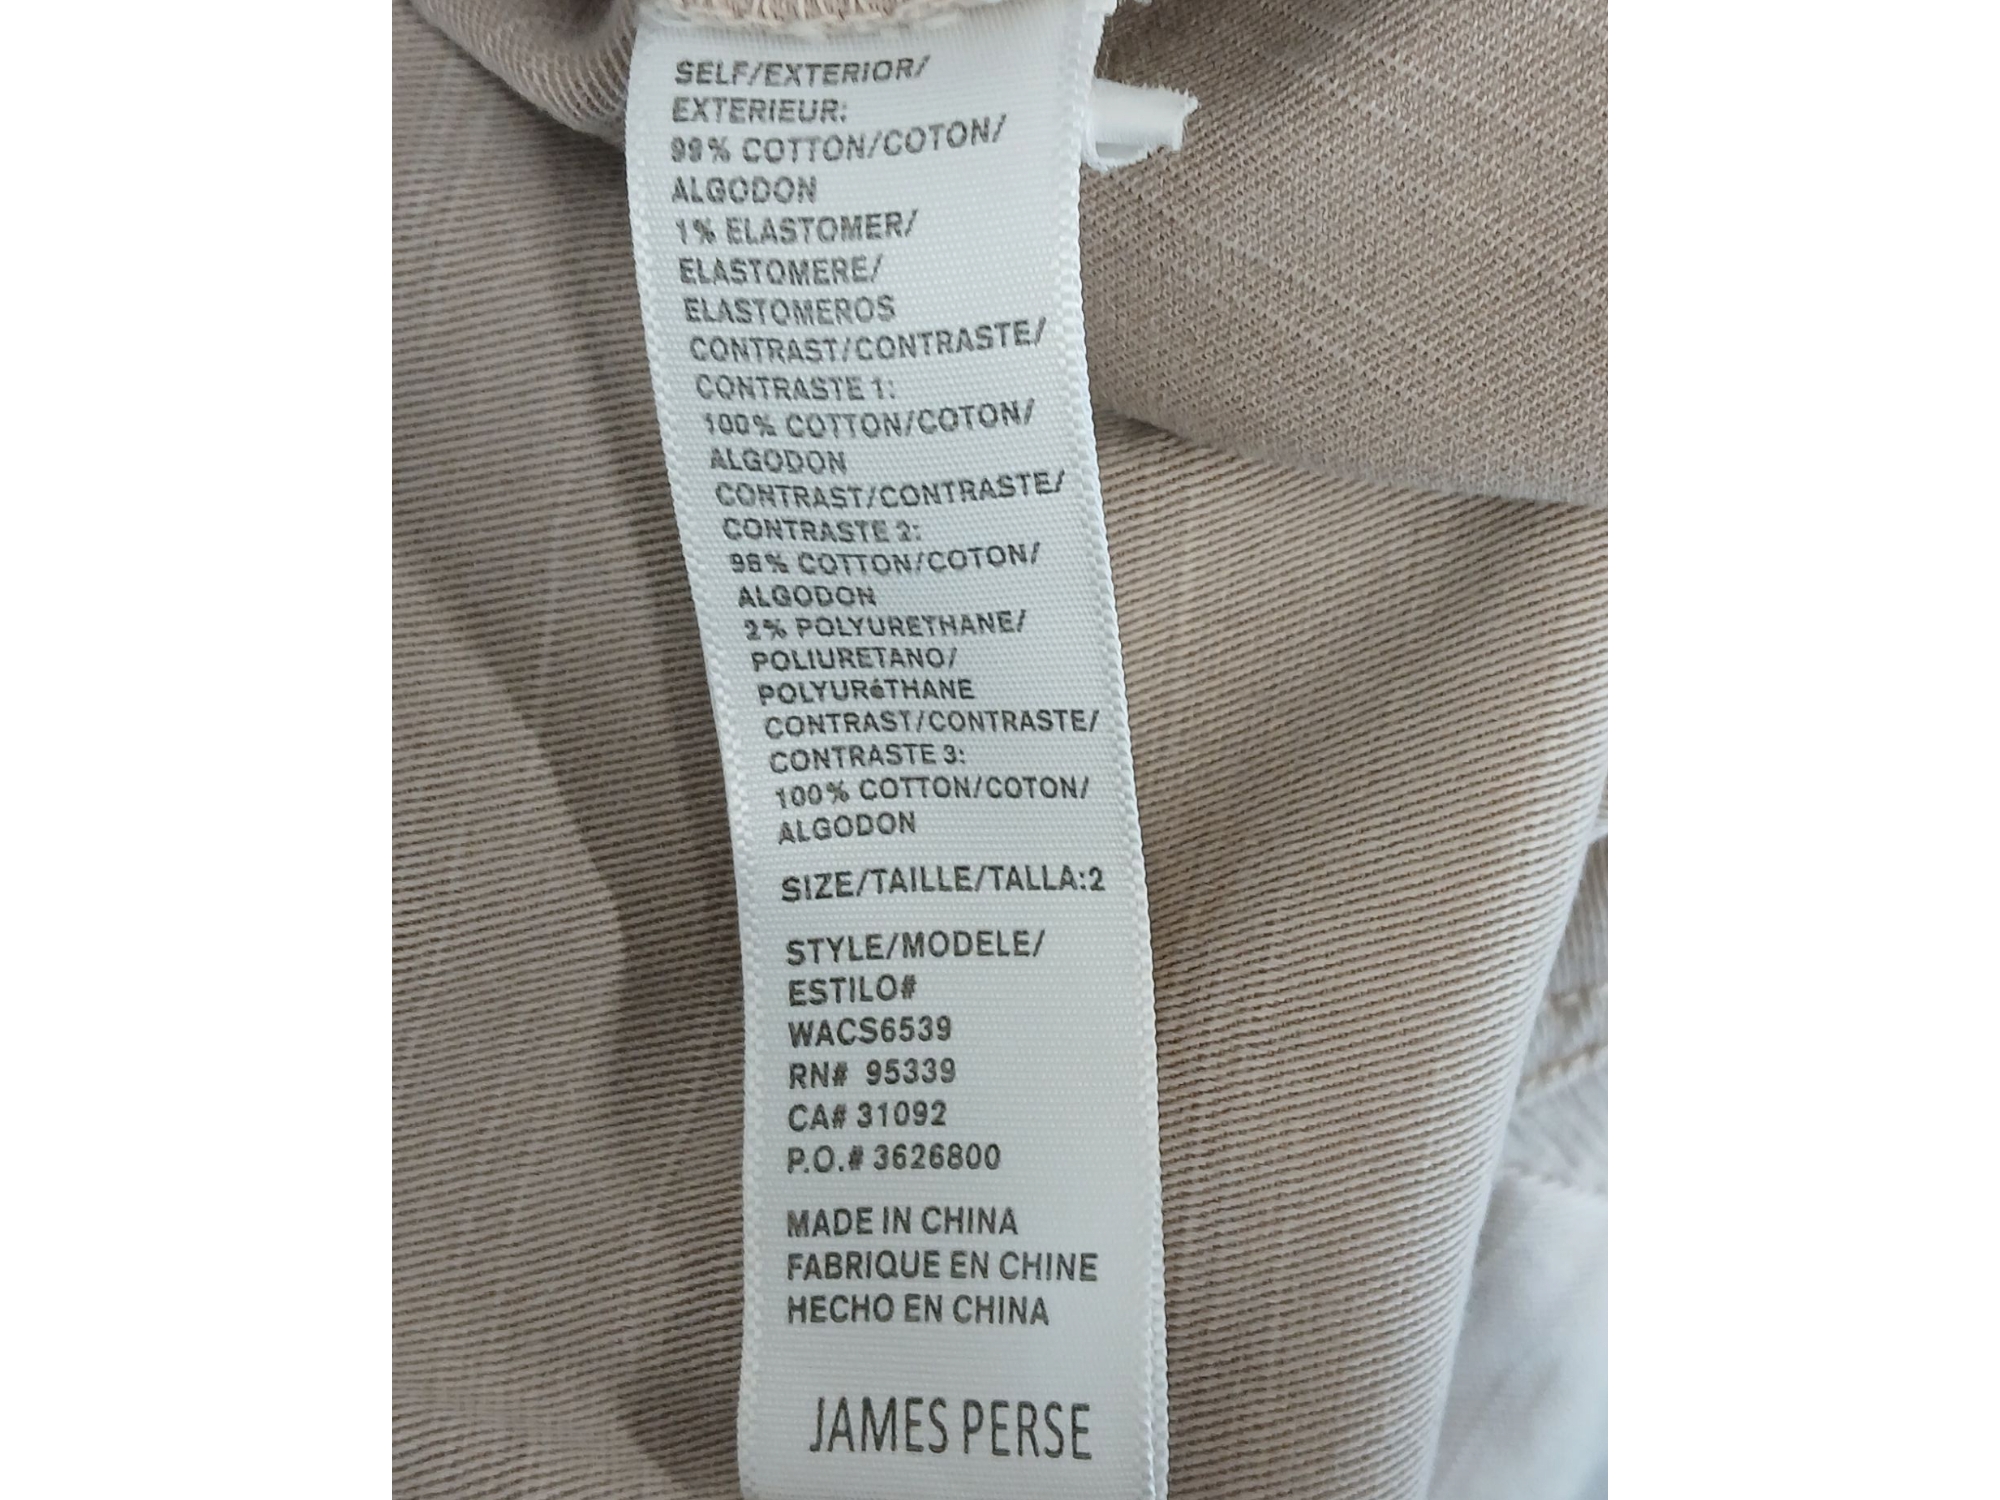 SELF/EXTERIOR/
EXTERIEUR:
99% COTTON/COTON/
ALGODON
1% ELASTOMER/
ELASTOMERE/
ELASTOMEROS
CONTRAST/CONTRASTE/
CONTRASTE 1:
100% COTTON/COTON/
ALGODON
CONTRAST/CONTRASTE/
CONTRASTE 2:
98% COTTON/COTON/
ALGODON
2% POLYURETHANE/
POLIURETANO/
POLYURéTHANE
CONTRAST/CONTRASTE/
CONTRASTE 3:
100% COTTON/COTON/
ALGODON
SIZE/TAILLE/TALLA:2
STYLE/MODELE/
ESTILO#
WACS6539
RN# 95339
CA# 31092
P.O.# 3626800
MADE IN CHINA
FABRIQUE EN CHINE
HECHO EN CHINA
JAMES PERSE